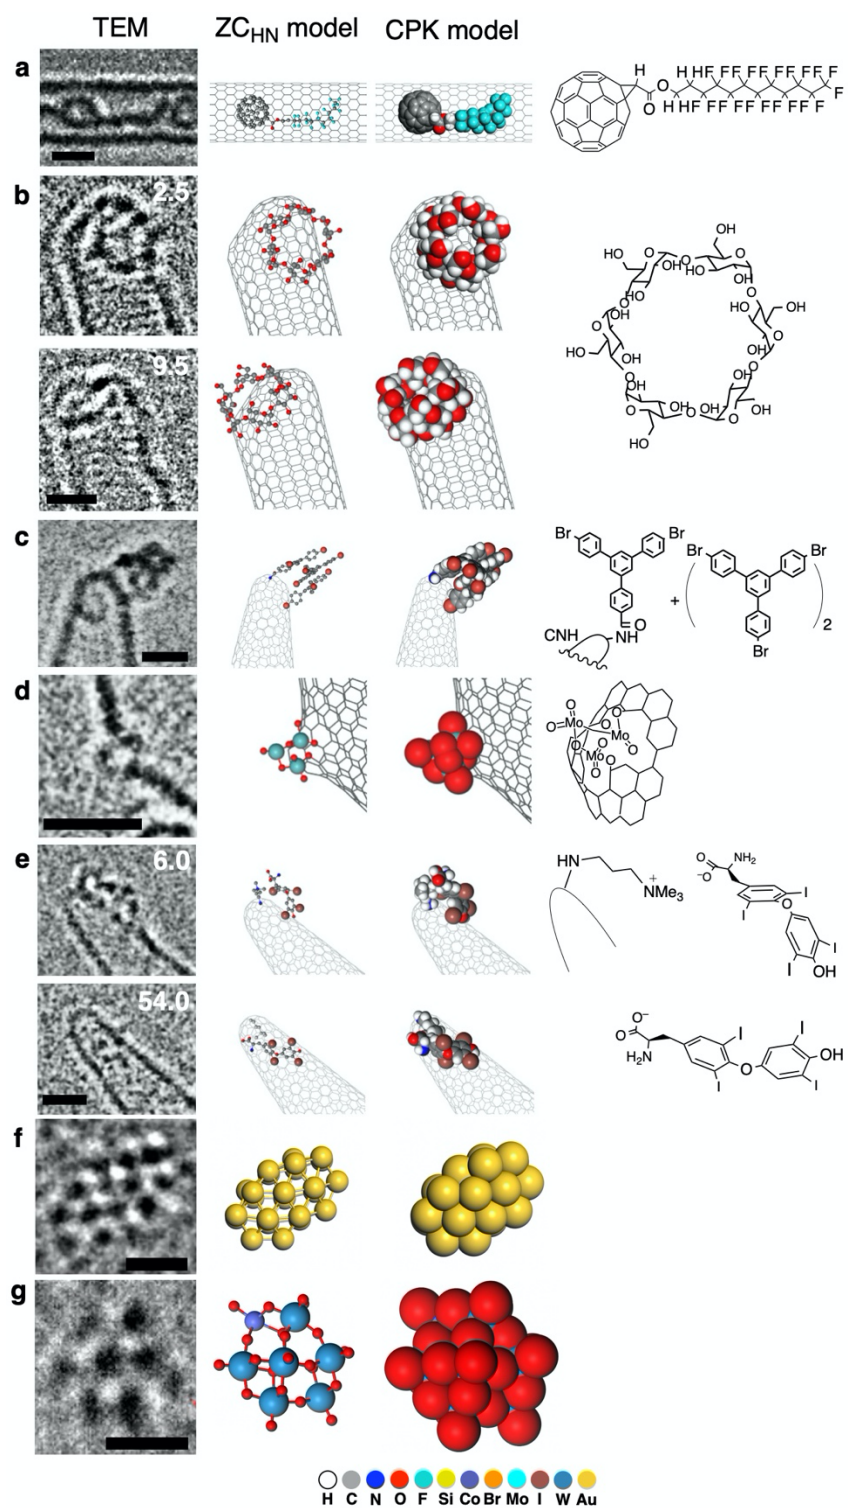 TEM ZC_HN model CPK model
a
H
O
O
H H F F F F F F F F
F
H H F F F F F F F F
b
2.5
9.5
HO
HO
HO
HO
HO
HO
OH
OH
OH
OH
OH
OH
OH
OH
OH
OH
OH
O
O
O
O
O
O
c
Br Br Br Br
O
CNH NH
+
2
Br
d
O O O
Mo O Mo O
Mo
O O
e
6.0
HN
+
NMe3
O NH2
⁻O
I
O
I
I
I
OH
54.0
O⁻
O
H2N
I
I
O
I
OH
I
f
g
H C N O F Si Co Br Mo I W Au